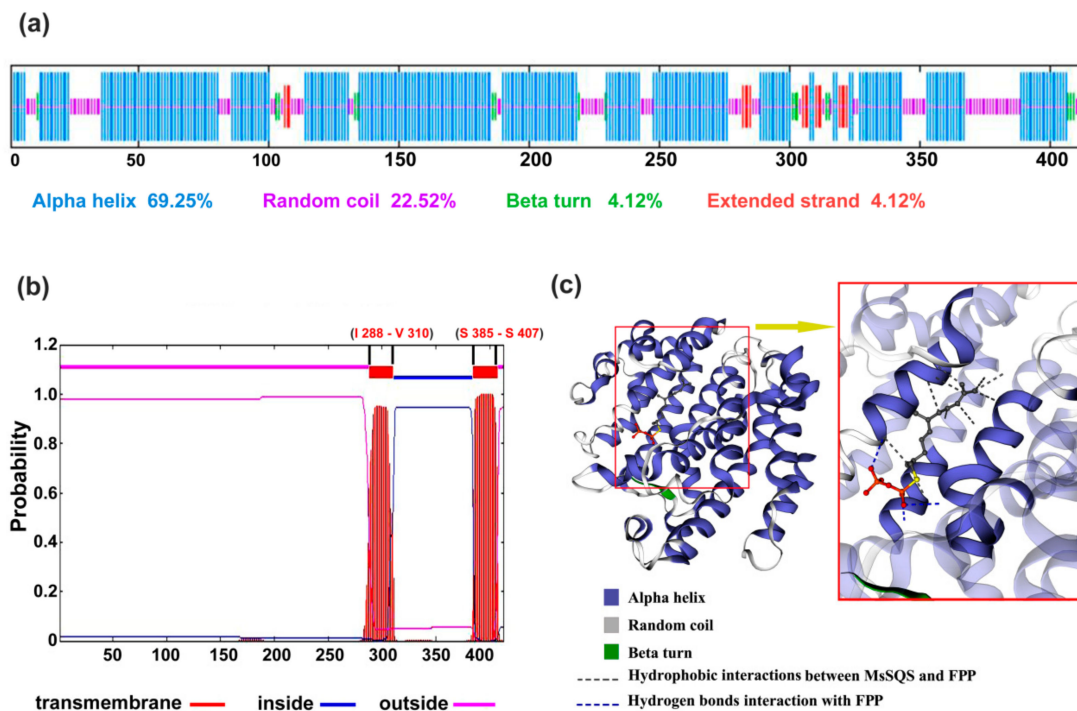 (a)
0 50 100 150 200 250 300 350 400
Alpha helix 69.25% Random coil 22.52% Beta turn 4.12% Extended strand 4.12%
(b)
(I 288 - V 310) (S 385 - S 407)
1.2
1.0
0.8
0.6
0.4
0.2
0
Probability
50 100 150 200 250 300 350 400
transmembrane inside outside
(c)
Alpha helix
Random coil
Beta turn
Hydrophobic interactions between MsSQS and FPP
Hydrogen bonds interaction with FPP